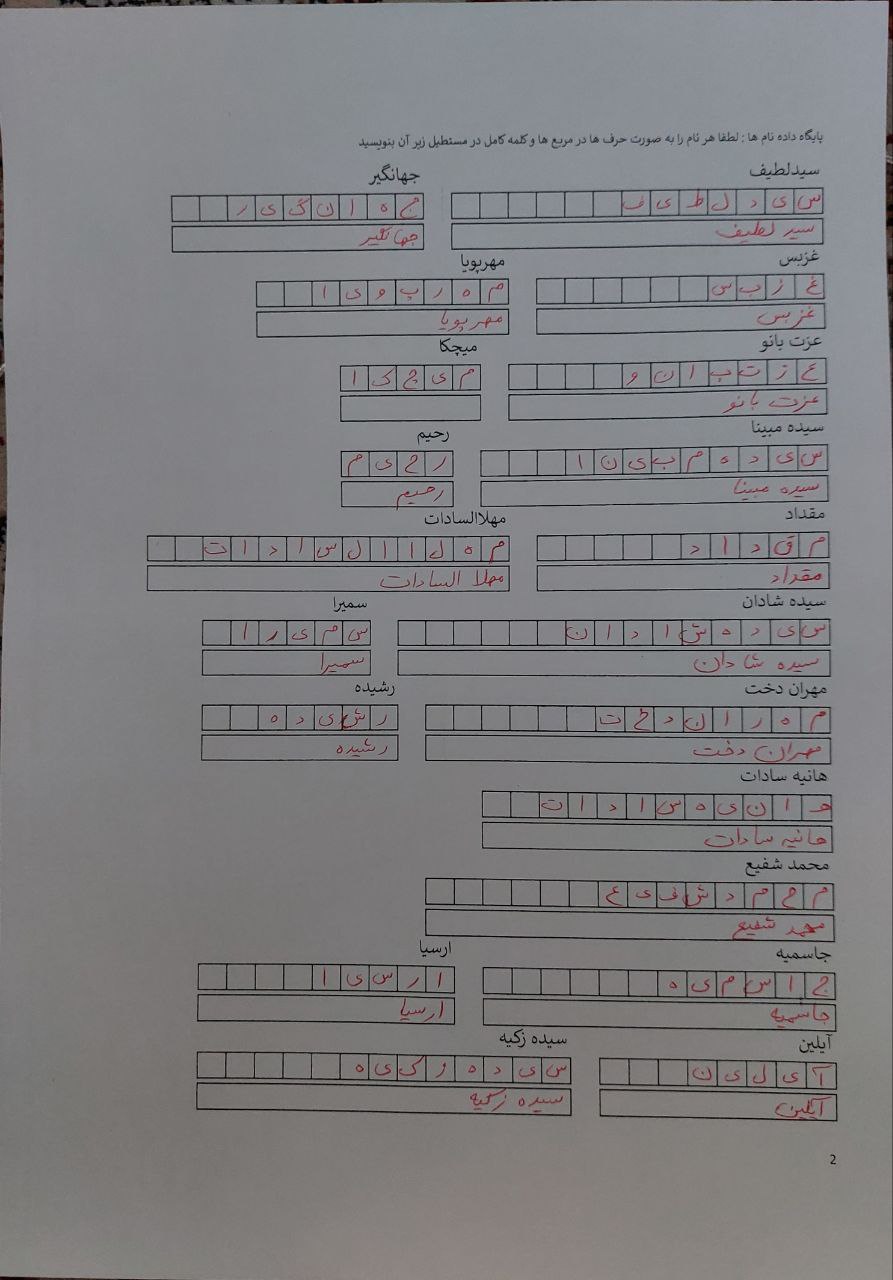 پایگاه داده نام ها : لطفا هر نام را به صورت حرف ها در مربع ها و کلمه کامل در مستطیل زیر آن بنویسید
سیدلطیف جهانگیر
س ی د ل ط ی ف ج ه ا ن گ ی ر
سید لطیف جهانگیر
غزبس مهرپویا
غ ز ب س م ه ر پ و ی ا
غزبس مهرپویا
عزت بانو میچکا
ع ز ت ب ا ن و م ی چ ک ا
عزت بانو
سیده مبینا رحیم
س ی د ه م ب ی ن ا ر ح ی م
سیده مبینا رحیم
مقداد مهلاالسادات
م ق د ا د م ه ل ا ا ل س ا د ا ت
مقداد مهلا السادات
سیده شادان سمیرا
س ی د ه ش ا د ا ن س م ی ر ا
سیده شادان سمیرا
مهران دخت رشیده
م ه ر ا ن د خ ت ر ش ی د ه
مهران دخت رشیده
هانیه سادات
ه ا ن ی ه س ا د ا ت
هانیه سادات
محمد شفیع
م ح م د ش ف ی ع
محمد شفیع
جاسمیه ارسیا
ج ا س م ی ه ا ر س ی ا
جاسمیه ارسیا
آیلین سیده زکیه
آ ی ل ی ن س ی د ه ز ک ی ه
آیلین سیده زکیه
2